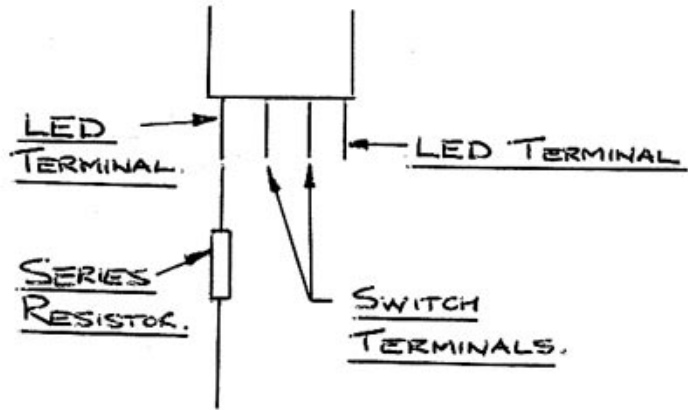 LED
TERMINAL.
LED TERMINAL
SERIES
RESISTOR.
SWITCH
TERMINALS.